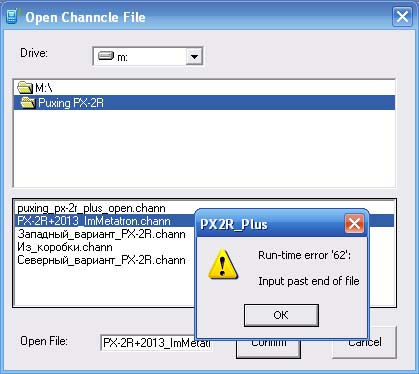 Open Channcle File
Drive:
m:
M:\
Puxing PX-2R
puxing_px-2r_plus_open.chann
PX-2R+2013_ImMetatron.chann
Западный_вариант_PX-2R.chann
Из_коробки.chann
Северный_вариант_PX-2R.chann
PX2R_Plus
Run-time error '62':
Input past end of file
OK
Open File:
PX-2R+2013_ImMetatı
Confirm
Cancel